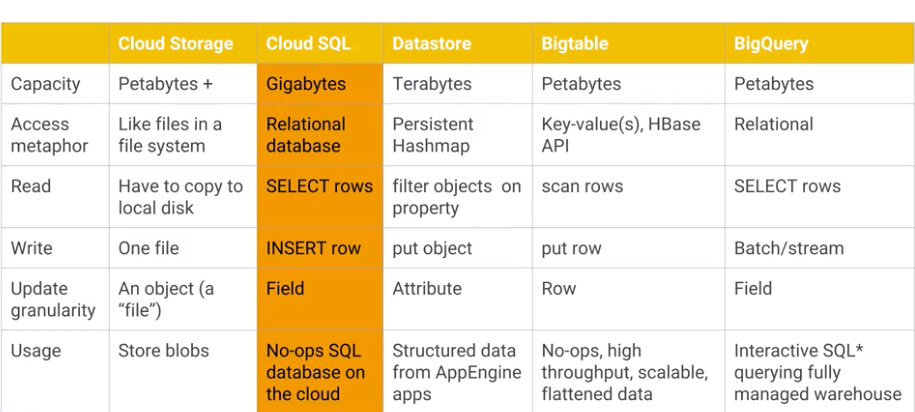 Cloud Storage Cloud SQL Datastore Bigtable BigQuery
Capacity Petabytes + Gigabytes Terabytes Petabytes Petabytes
Access metaphor Like files in a file system Relational database Persistent Hashmap Key-value(s), HBase API Relational
Read Have to copy to local disk SELECT rows filter objects on property scan rows SELECT rows
Write One file INSERT row put object put row Batch/stream
Update granularity An object (a “file”) Field Attribute Row Field
Usage Store blobs No-ops SQL database on the cloud Structured data from AppEngine apps No-ops, high throughput, scalable, flattened data Interactive SQL* querying fully managed warehouse